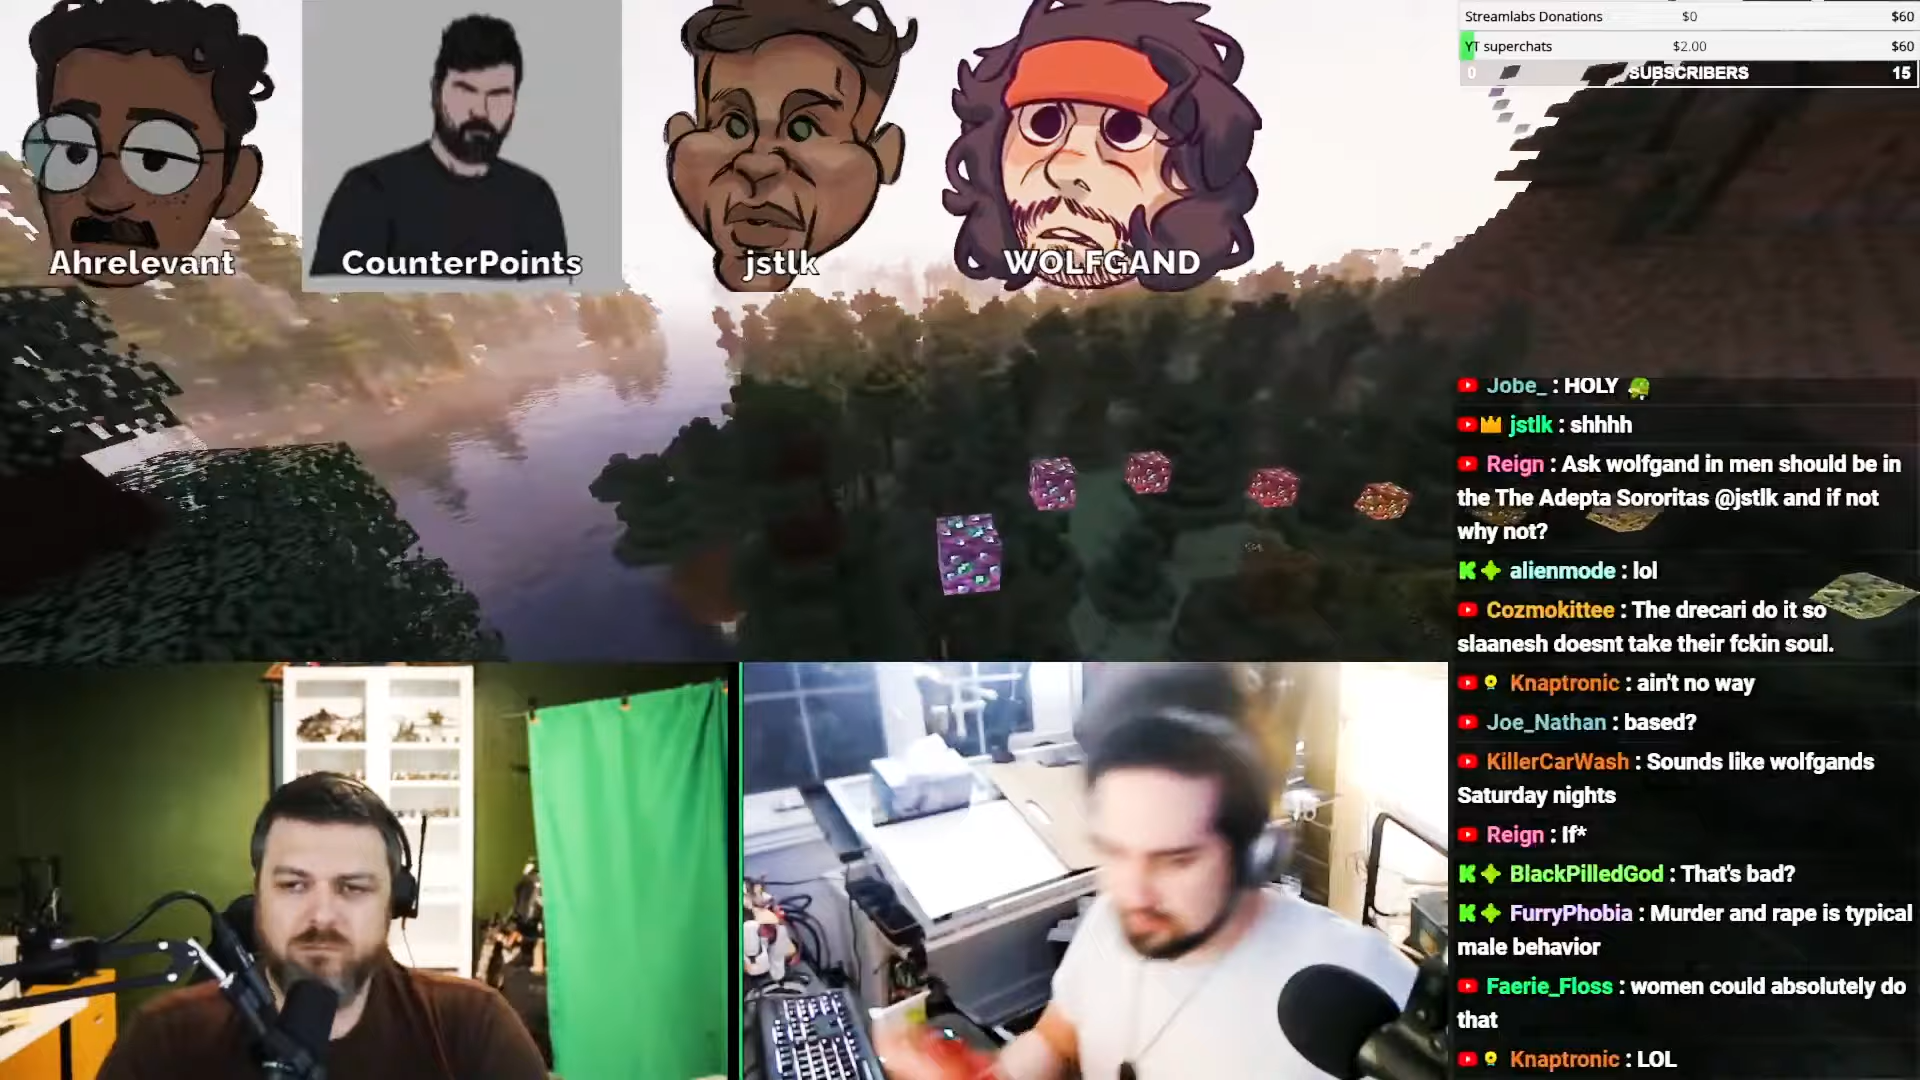 Streamlabs Donations $0 $60
YT superchats $2.00 $60
0 SUBSCRIBERS 15
Ahrelevant
CounterPoints
jstlk
WOLFGAND
Jobe_ : HOLY
jstlk : shhhh
Reign : Ask wolfgand in men should be in
the The Adepta Sororitas @jstlk and if not
why not?
alienmode : lol
Cozmokittee : The drecari do it so
slaanesh doesnt take their fckin soul.
Knaptronic : ain't no way
Joe_Nathan : based?
KillerCarWash : Sounds like wolfgands
Saturday nights
Reign : If*
BlackPilledGod : That's bad?
FurryPhobia : Murder and rape is typical
male behavior
Faerie_Floss : women could absolutely do
that
Knaptronic : LOL